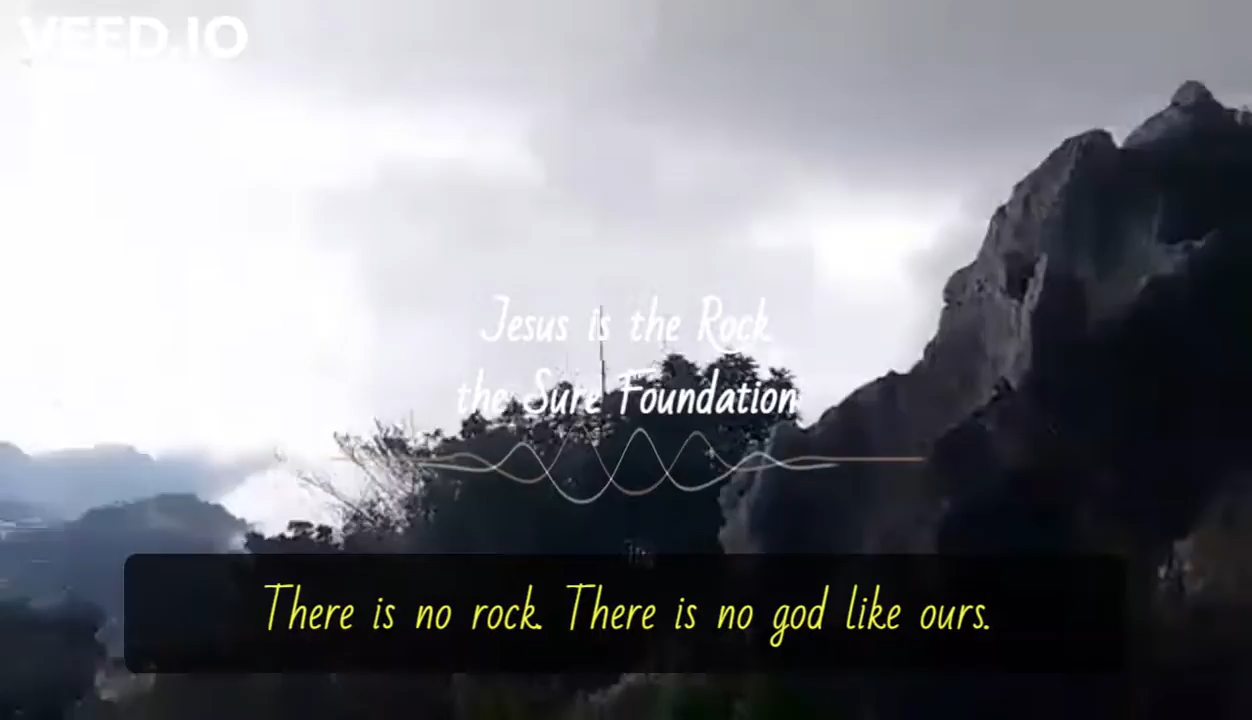 VEED.IO
Jesus is the Rock
the Sure Foundation
There is no rock. There is no god like ours.